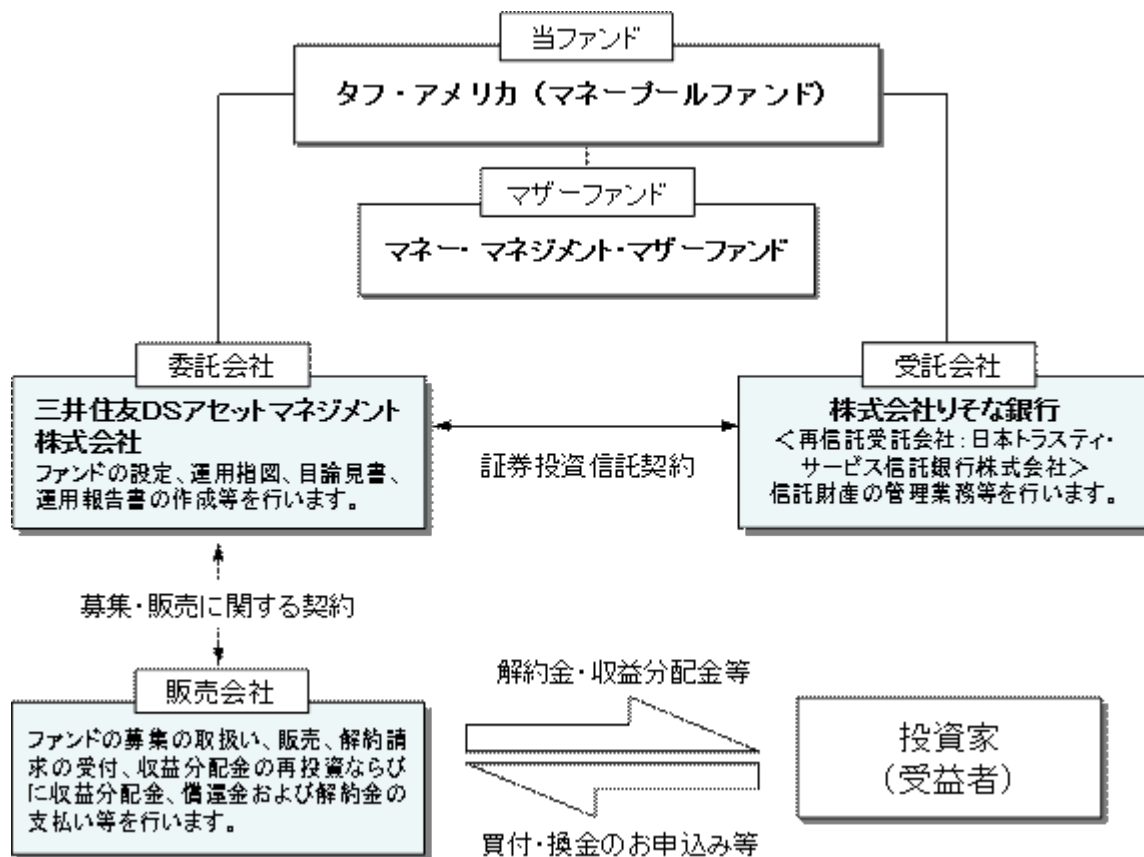 当ファンド
タフ・アメリカ（マネープールファンド）
マザーファンド
マネー・マネジメント・マザーファンド
委託会社
三井住友DSアセットマネジメント
株式会社
ファンドの設定、運用指図、目論見書、
運用報告書の作成等を行います。
証券投資信託契約
受託会社
株式会社りそな銀行
＜再信託受託会社：日本トラスティ・
サービス信託銀行株式会社＞
信託財産の管理業務等を行います。
募集・販売に関する契約
販売会社
ファンドの募集の取扱い、販売、解約請
求の受付、収益分配金の再投資ならび
に収益分配金、償還金および解約金の
支払い等を行います。
解約金・収益分配金等
買付・換金のお申込み等
投資家
（受益者）